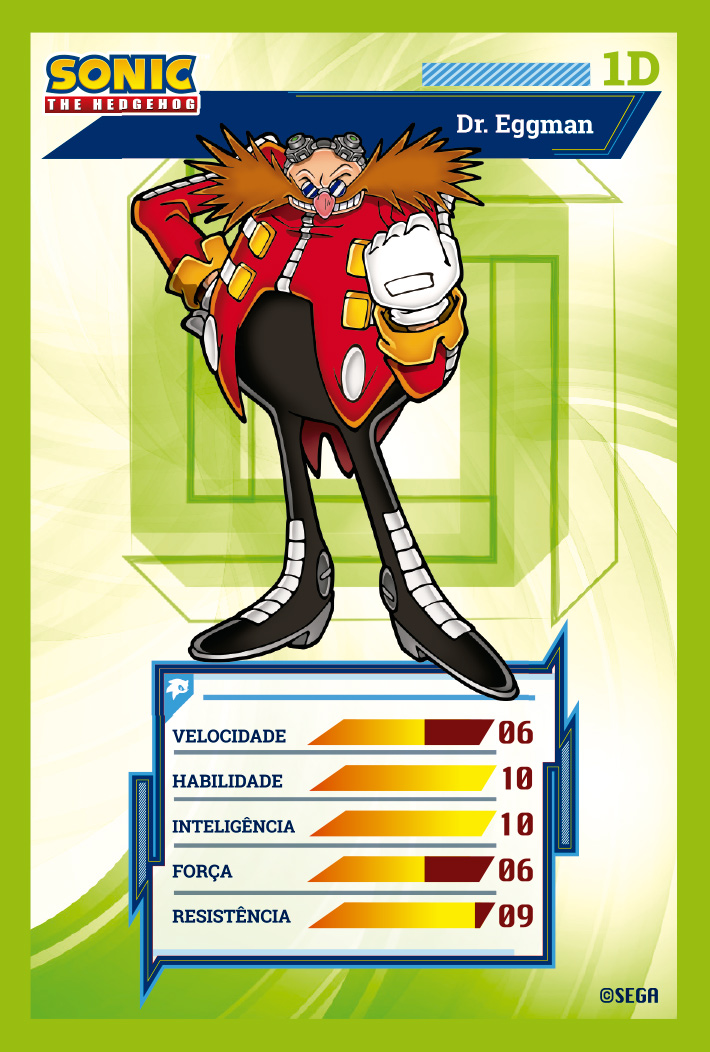 SONIC
THE HEDGEHOG
1D
Dr. Eggman
VELOCIDADE 06
HABILIDADE 10
INTELIGÊNCIA 10
FORÇA 06
RESISTÊNCIA 09
©SEGA